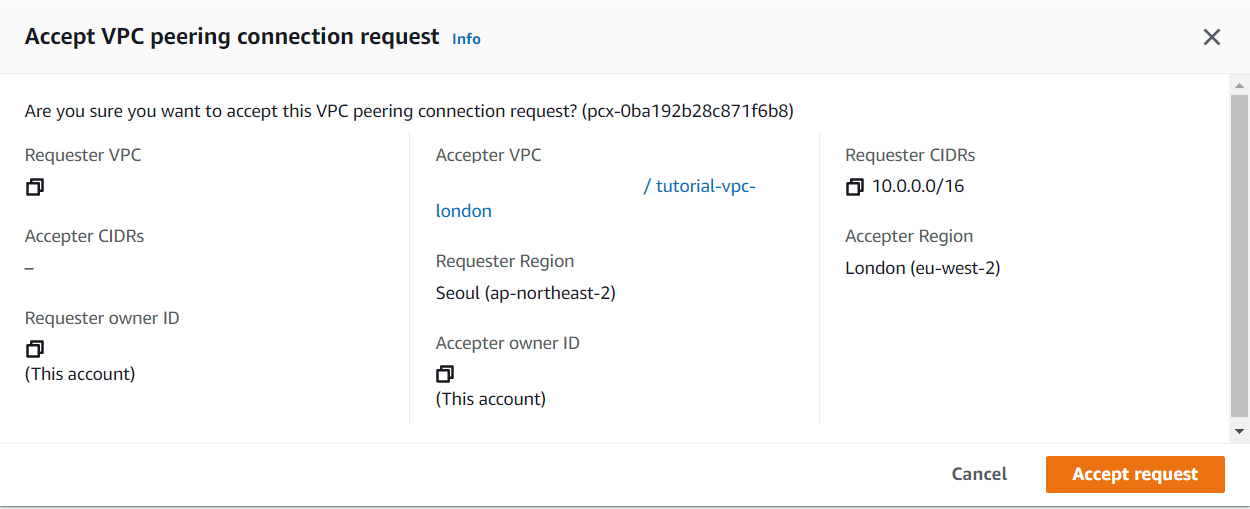 Accept VPC peering connection request Info
Are you sure you want to accept this VPC peering connection request? (pcx-0ba192b28c871f6b8)
Requester VPC
Accepter CIDRs
–
Requester owner ID
(This account)
Accepter VPC
/ tutorial-vpc-
london
Requester Region
Seoul (ap-northeast-2)
Accepter owner ID
(This account)
Requester CIDRs
10.0.0.0/16
Accepter Region
London (eu-west-2)
Cancel
Accept request